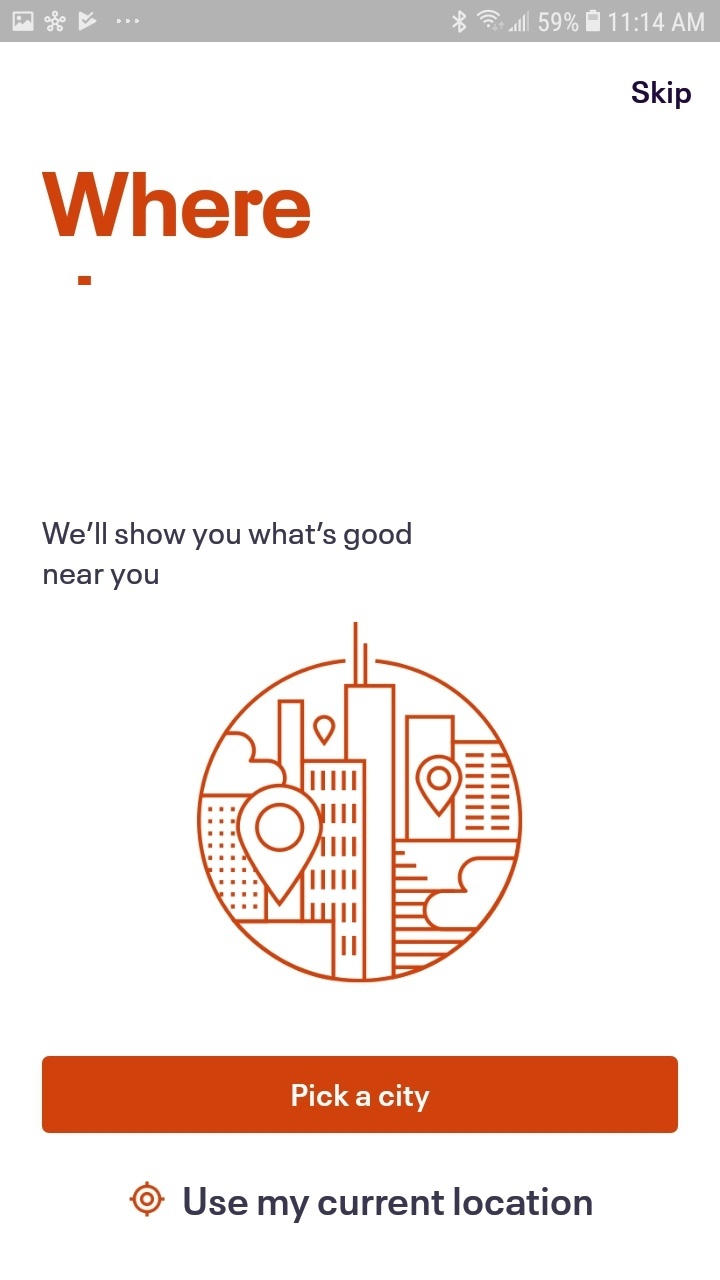 59% 11:14 AM
Skip
Where
We’ll show you what’s good
near you
Pick a city
Use my current location